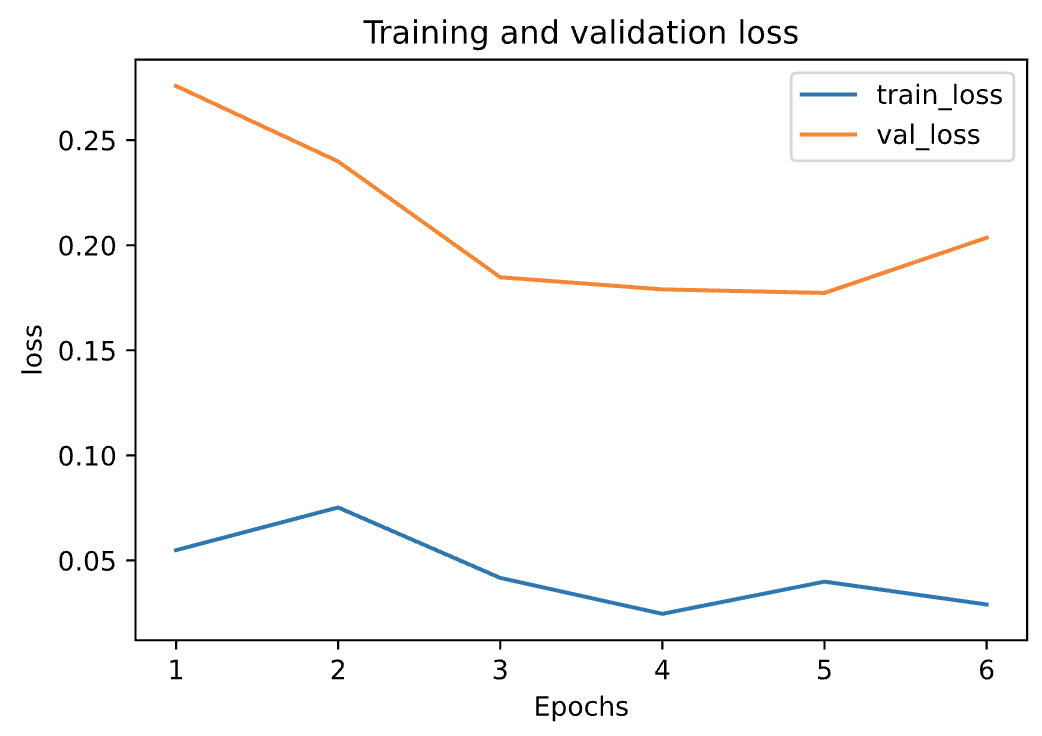 Training and validation loss
train_loss
val_loss
0.25
0.20
0.15
0.10
0.05
loss
1 2 3 4 5 6
Epochs